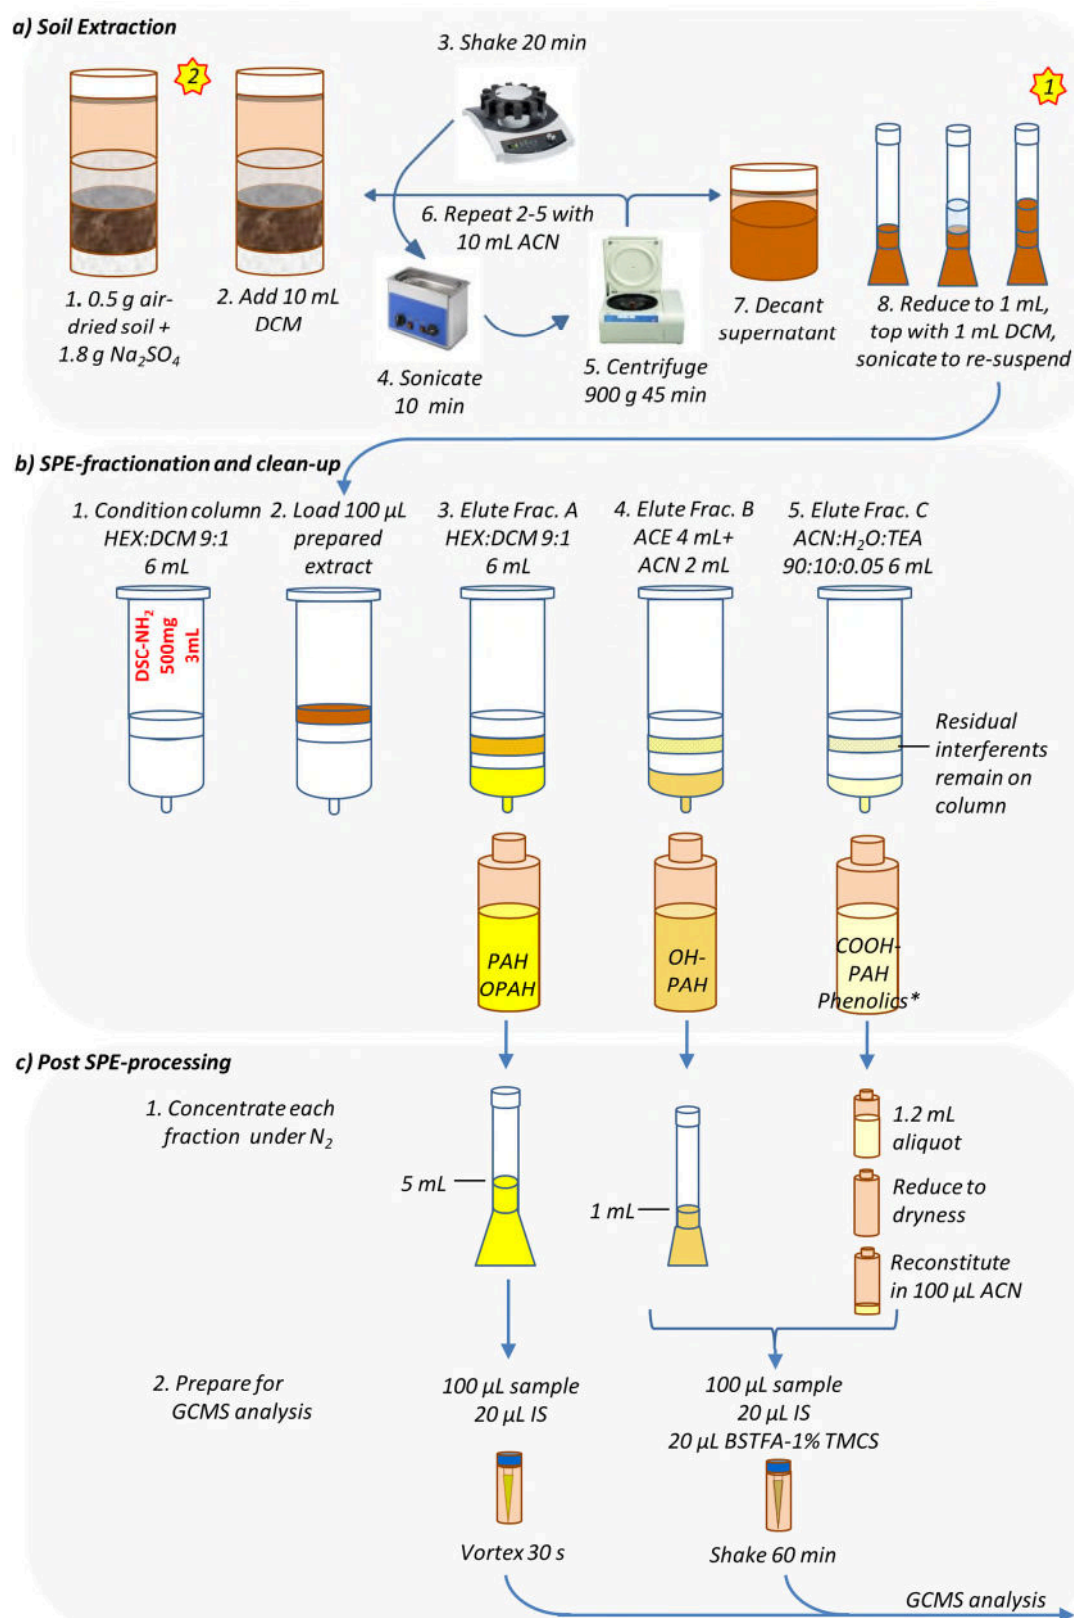 a) Soil Extraction
2
1. 0.5 g air-
dried soil +
1.8 g Na₂SO₄
2. Add 10 mL
DCM
3. Shake 20 min
4. Sonicate
10 min
5. Centrifuge
900 g 45 min
6. Repeat 2-5 with
10 mL ACN
7. Decant
supernatant
1
8. Reduce to 1 mL,
top with 1 mL DCM,
sonicate to re-suspend
b) SPE-fractionation and clean-up
1. Condition column
HEX:DCM 9:1
6 mL
DSC-NH₂
500mg
3mL
2. Load 100 µL
prepared
extract
3. Elute Frac. A
HEX:DCM 9:1
6 mL
4. Elute Frac. B
ACE 4 mL+
ACN 2 mL
5. Elute Frac. C
ACN:H₂O:TEA
90:10:0.05 6 mL
Residual
interferents
remain on
column
PAH
OPAH
OH-
PAH
COOH-
PAH
Phenolics*
c) Post SPE-processing
1. Concentrate each
fraction under N₂
5 mL
1 mL
1.2 mL
aliquot
Reduce to
dryness
Reconstitute
in 100 µL ACN
2. Prepare for
GCMS analysis
100 µL sample
20 µL IS
Vortex 30 s
100 µL sample
20 µL IS
20 µL BSTFA-1% TMCS
Shake 60 min
GCMS analysis